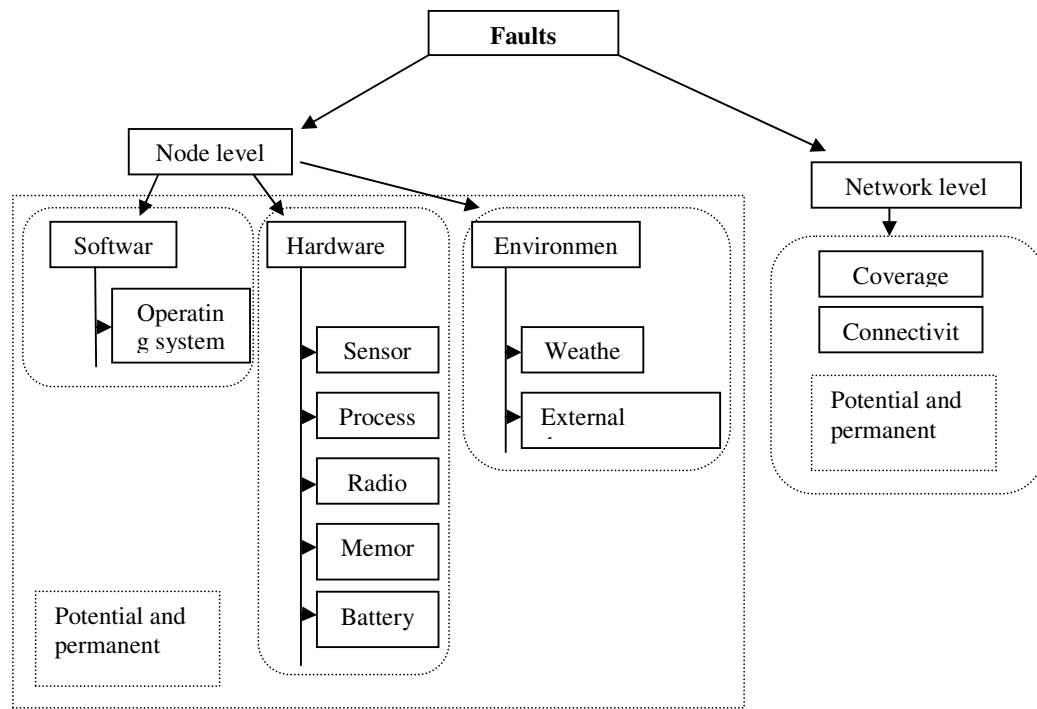 Faults
Node level
Network level
Softwar
Hardware
Environmen
Coverage
Operatin
g system
Connectivit
Sensor
Weathe
Process
External
Potential and
permanent
Radio
Memor
Potential and
permanent
Battery